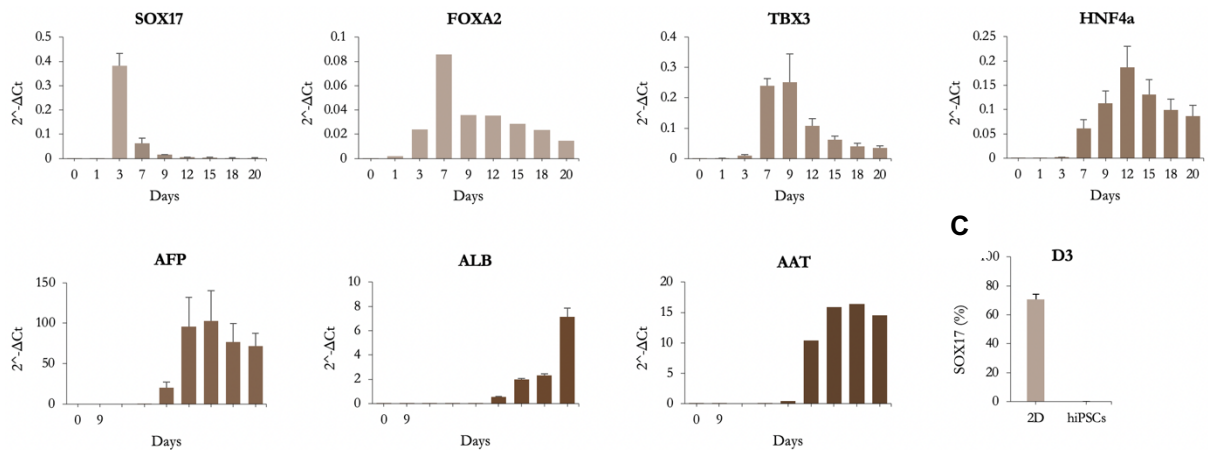 SOX17
0.5
0.4
0.3
0.2
0.1
0
2^-ΔCt
0 1 3 7 9 12 15 18 20
Days
FOXA2
0.1
0.08
0.06
0.04
0.02
0
2^-ΔCt
0 1 3 7 9 12 15 18 20
Days
TBX3
0.4
0.3
0.2
0.1
0
2^-ΔCt
0 1 3 7 9 12 15 18 20
Days
HNF4a
0.25
0.2
0.15
0.1
0.05
0
2^-ΔCt
0 1 3 7 9 12 15 18 20
Days
AFP
150
100
50
0
2^-ΔCt
0 9
Days
ALB
10
8
6
4
2
0
2^-ΔCt
0 9
Days
AAT
20
15
10
5
0
2^-ΔCt
0 9
Days
C
D3
80
60
40
20
0
SOX17 (%)
2D hiPSCs